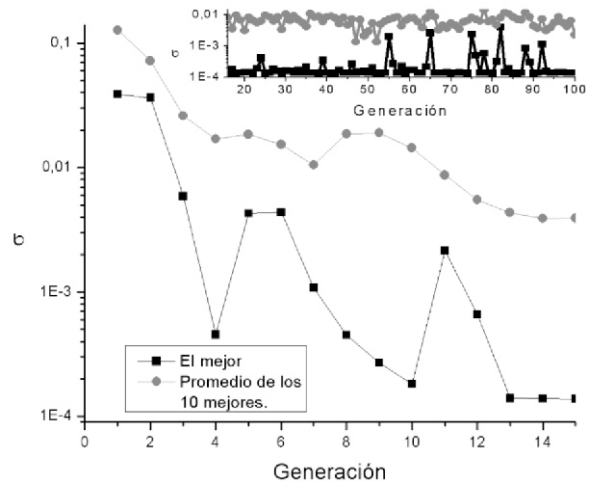 0,01
1E-3
1E-4
σ
20 30 40 50 60 70 80 90 100
Generación
0,1
0,01
1E-3
1E-4
σ
El mejor
Promedio de los
10 mejores.
0 2 4 6 8 10 12 14
Generación